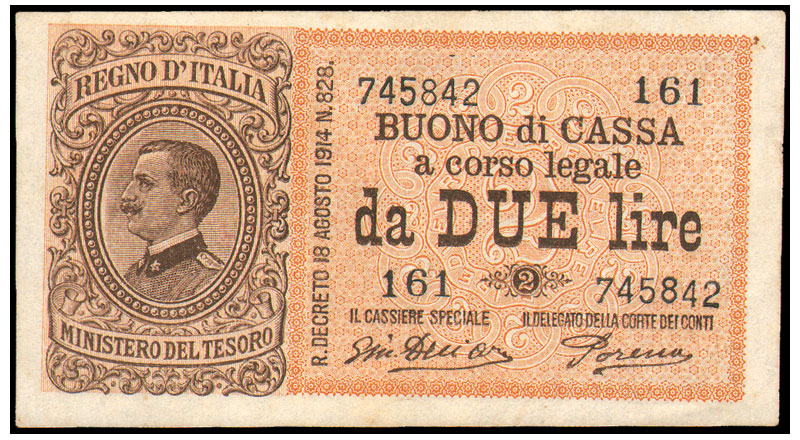 REGNO D'ITALIA
MINISTERO DEL TESORO
R. DECRETO 18 AGOSTO 1914 N. 828.
745842 161
BUONO di CASSA
a corso legale
da DUE lire
161 2 745842
IL CASSIERE SPECIALE IL DELEGATO DELLA CORTE DEI CONTI
Porena